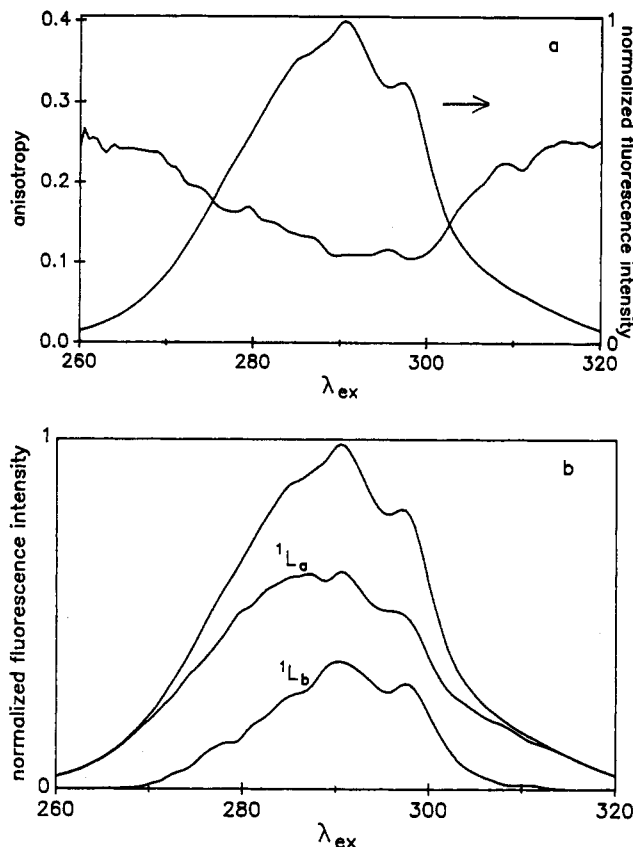 a
0.4
0.3
0.2
0.1
0.0
anisotropy
1
0
normalized fluorescence intensity
260
280
300
320
λex
b
1
0
normalized fluorescence intensity
¹La
¹Lb
260
280
300
320
λex